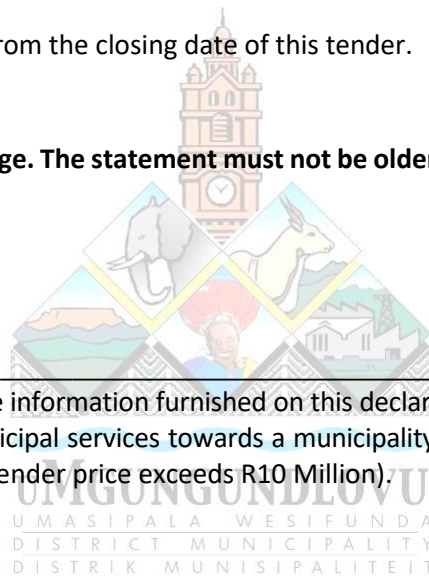 rom the closing date of this tender.
ge. The statement must not be older
e information furnished on this declar
icipal services towards a municipality
ender price exceeds R10 Million).
UMGUNGUNDLOVU
UMASIPALA WESIFUNDA
DISTRICT MUNICIPALITY
DISTRIK MUNISIPALITEIT